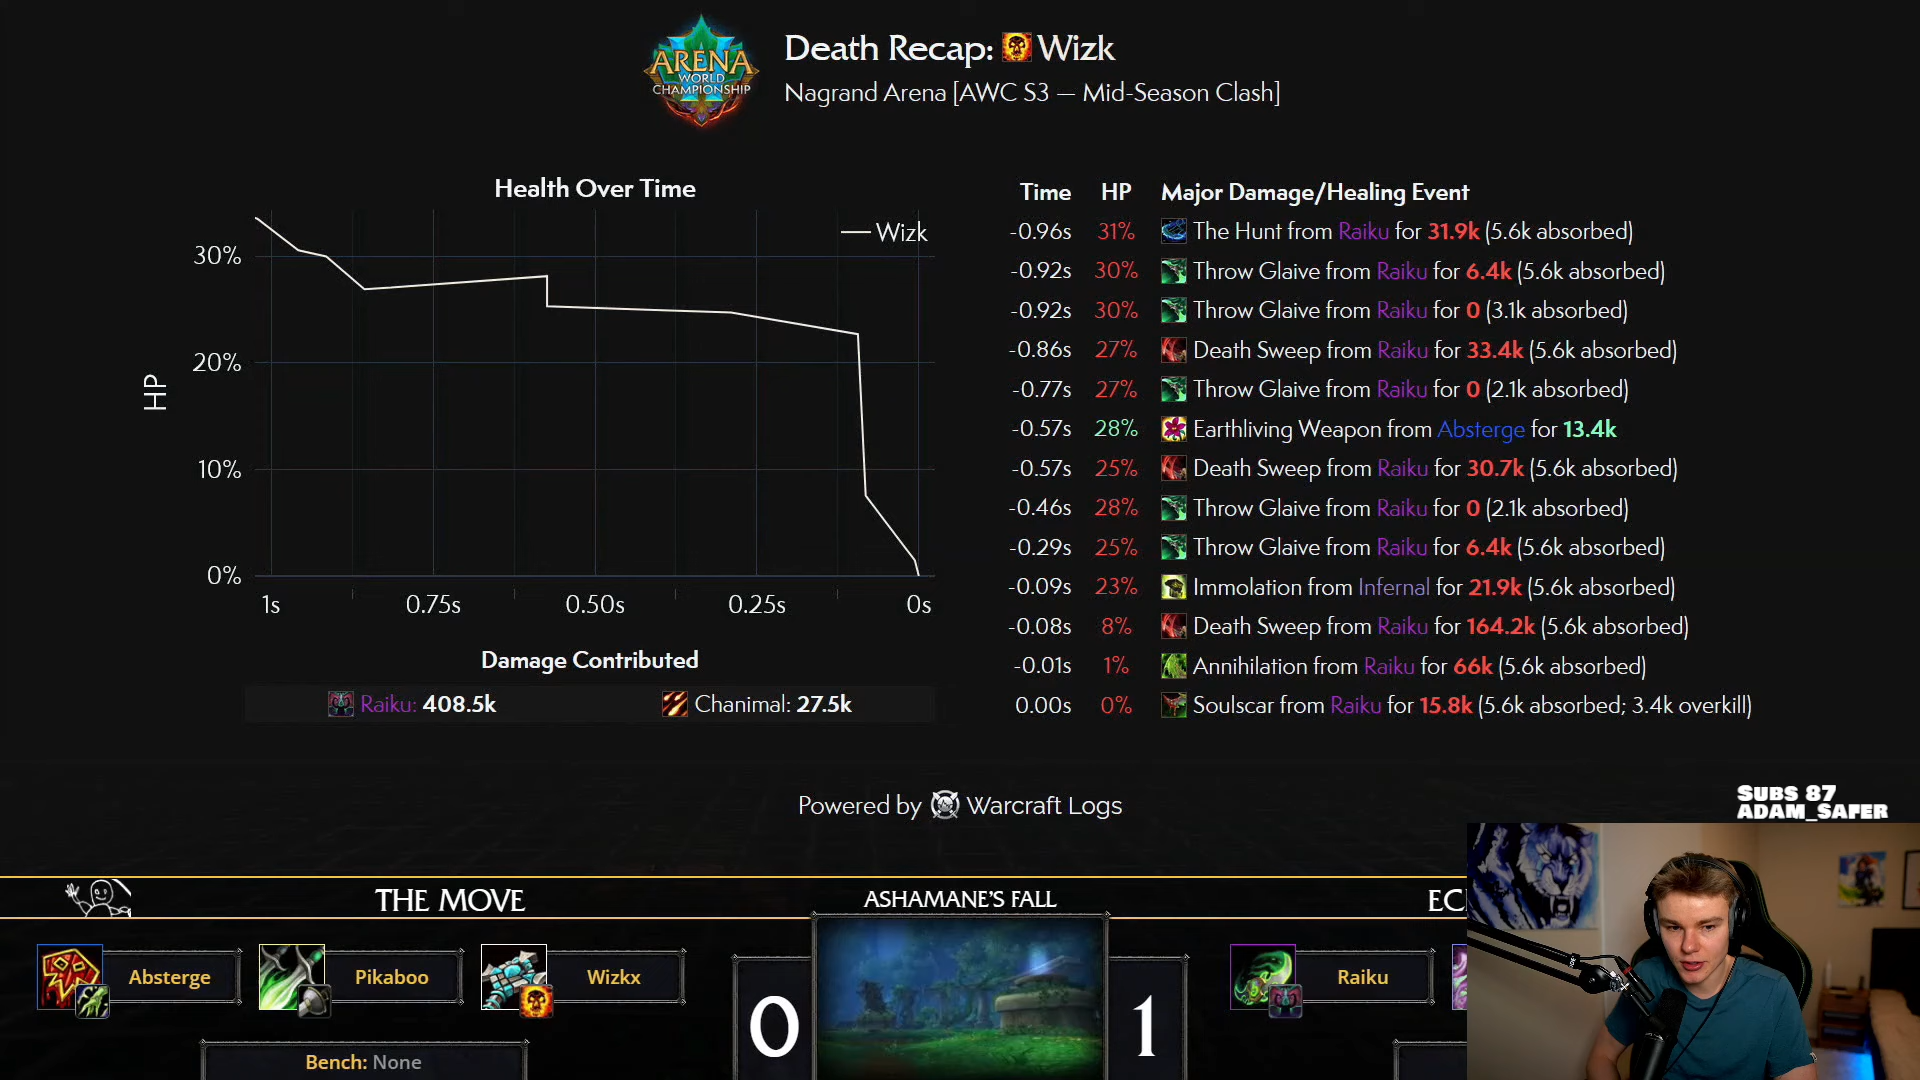 ARENA
WORLD
CHAMPIONSHIP
Death Recap: Wizk
Nagrand Arena [AWC S3 — Mid-Season Clash]
Health Over Time
Wizk
HP
30%
20%
10%
0%
1s 0.75s 0.50s 0.25s 0s
Damage Contributed
Raiku: 408.5k Chanimal: 27.5k
Time HP Major Damage/Healing Event
-0.96s 31% The Hunt from Raiku for 31.9k (5.6k absorbed)
-0.92s 30% Throw Glaive from Raiku for 6.4k (5.6k absorbed)
-0.92s 30% Throw Glaive from Raiku for 0 (3.1k absorbed)
-0.86s 27% Death Sweep from Raiku for 33.4k (5.6k absorbed)
-0.77s 27% Throw Glaive from Raiku for 0 (2.1k absorbed)
-0.57s 28% Earthliving Weapon from Absterge for 13.4k
-0.57s 25% Death Sweep from Raiku for 30.7k (5.6k absorbed)
-0.46s 28% Throw Glaive from Raiku for 0 (2.1k absorbed)
-0.29s 25% Throw Glaive from Raiku for 6.4k (5.6k absorbed)
-0.09s 23% Immolation from Infernal for 21.9k (5.6k absorbed)
-0.08s 8% Death Sweep from Raiku for 164.2k (5.6k absorbed)
-0.01s 1% Annihilation from Raiku for 66k (5.6k absorbed)
0.00s 0% Soulscar from Raiku for 15.8k (5.6k absorbed; 3.4k overkill)
Powered by Warcraft Logs
SUBS 87
ADAM_SAFER
THE MOVE
ASHAMANE'S FALL
EC
Absterge
Pikaboo
Wizkx
0
1
Raiku
Bench: None